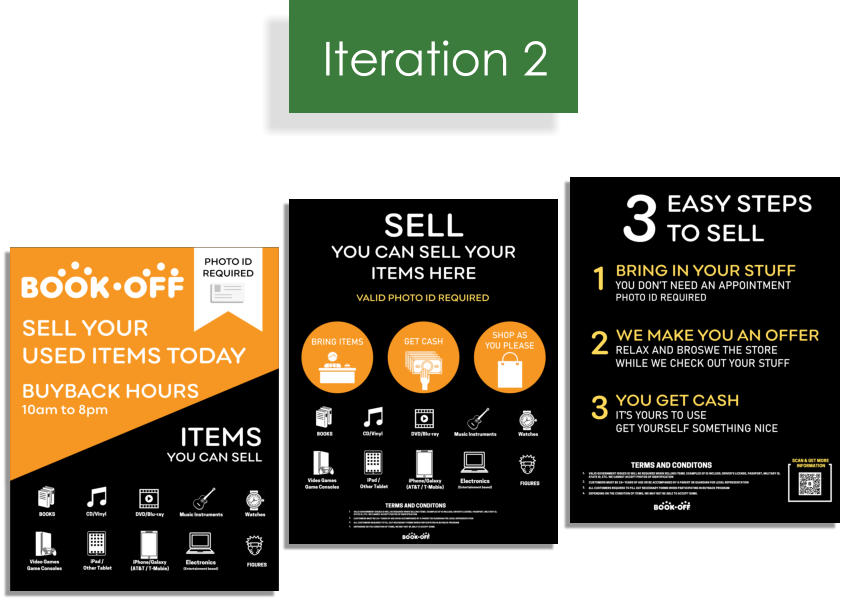 Iteration 2
BOOK·OFF
PHOTO ID
REQUIRED
SELL YOUR
USED ITEMS TODAY
BUYBACK HOURS
10am to 8pm
ITEMS
YOU CAN SELL
BOOKS
CD/Vinyl
DVD/Blu-ray
Music Instruments
Watches
Video Games
Game Consoles
iPad /
Other Tablet
iPhone/Galaxy
(AT&T / T-Mobile)
Electronics
(Entertainment based)
FIGURES
SELL
YOU CAN SELL YOUR
ITEMS HERE
VALID PHOTO ID REQUIRED
BRING ITEMS
GET CASH
SHOP AS
YOU PLEASE
BOOKS
CD/Vinyl
DVD/Blu-ray
Music Instruments
Watches
Video Games
Game Consoles
iPad /
Other Tablet
iPhone/Galaxy
(AT&T / T-Mobile)
Electronics
(Entertainment based)
FIGURES
TERMS AND CONDITONS
BOOK·OFF
3 EASY STEPS
TO SELL
1 BRING IN YOUR STUFF
YOU DON'T NEED AN APPOINTMENT
PHOTO ID REQUIRED
2 WE MAKE YOU AN OFFER
RELAX AND BROSWE THE STORE
WHILE WE CHECK OUT YOUR STUFF
3 YOU GET CASH
IT'S YOURS TO USE
GET YOURSELF SOMETHING NICE
TERMS AND CONDITONS
SCAN & GET MORE
INFORMATION
BOOK·OFF